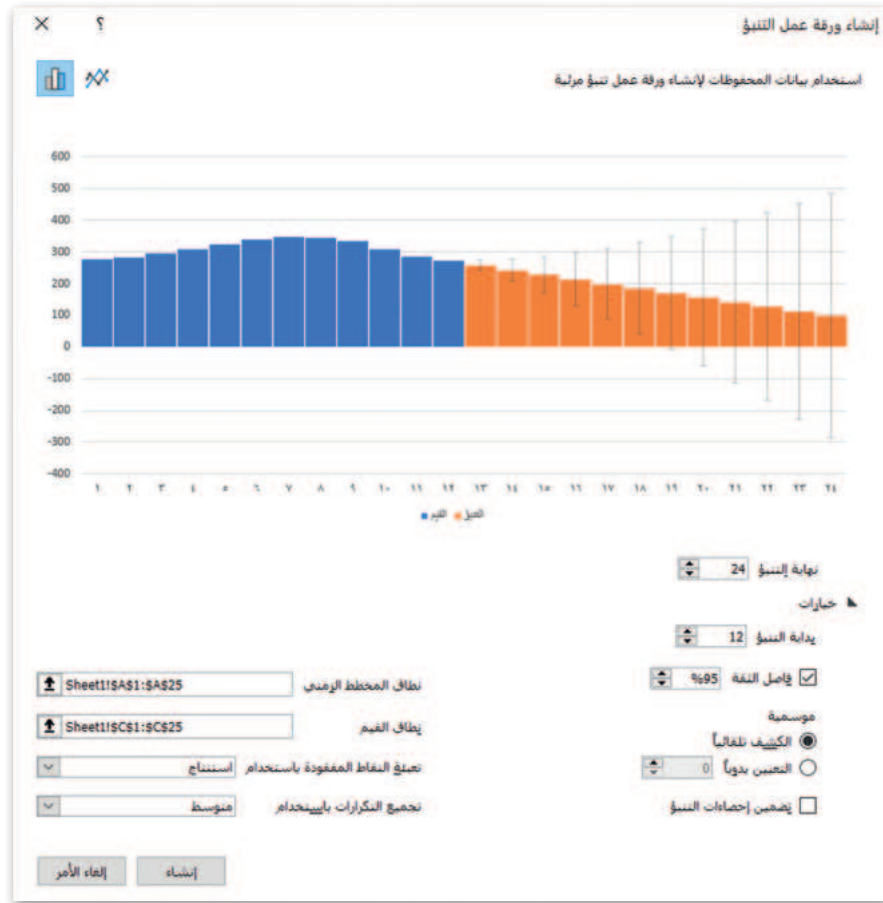 إنشاء ورقة عمل التنبؤ
؟ ×
استخدام بيانات المحفوظات لإنشاء ورقة عمل تنبؤ مرئية
600
500
400
300
200
100
0
-100
-200
-300
-400
١ ٢ ٣ ٤ ٥ ٦ ٧ ٨ ٩ ١٠ ١١ ١٢ ١٣ ١٤ ١٥ ١٦ ١٧ ١٨ ١٩ ٢٠ ٢١ ٢٢ ٢٣ ٢٤
القيم
نهاية التنبؤ 24
خيارات
بداية التنبؤ 12
فاصل الثقة %95
موسمية
الكشف تلقائياً
التعيين يدوياً 0
تضمين إحصاءات التنبؤ
نطاق المخطط الزمني Sheet1!$A$1:$A$25
نطاق القيم Sheet1!$C$1:$C$25
تعبئة النقاط المفقودة باستخدام استنتاج
تجميع التكرارات باستخدام متوسط
إنشاء
إلغاء الأمر